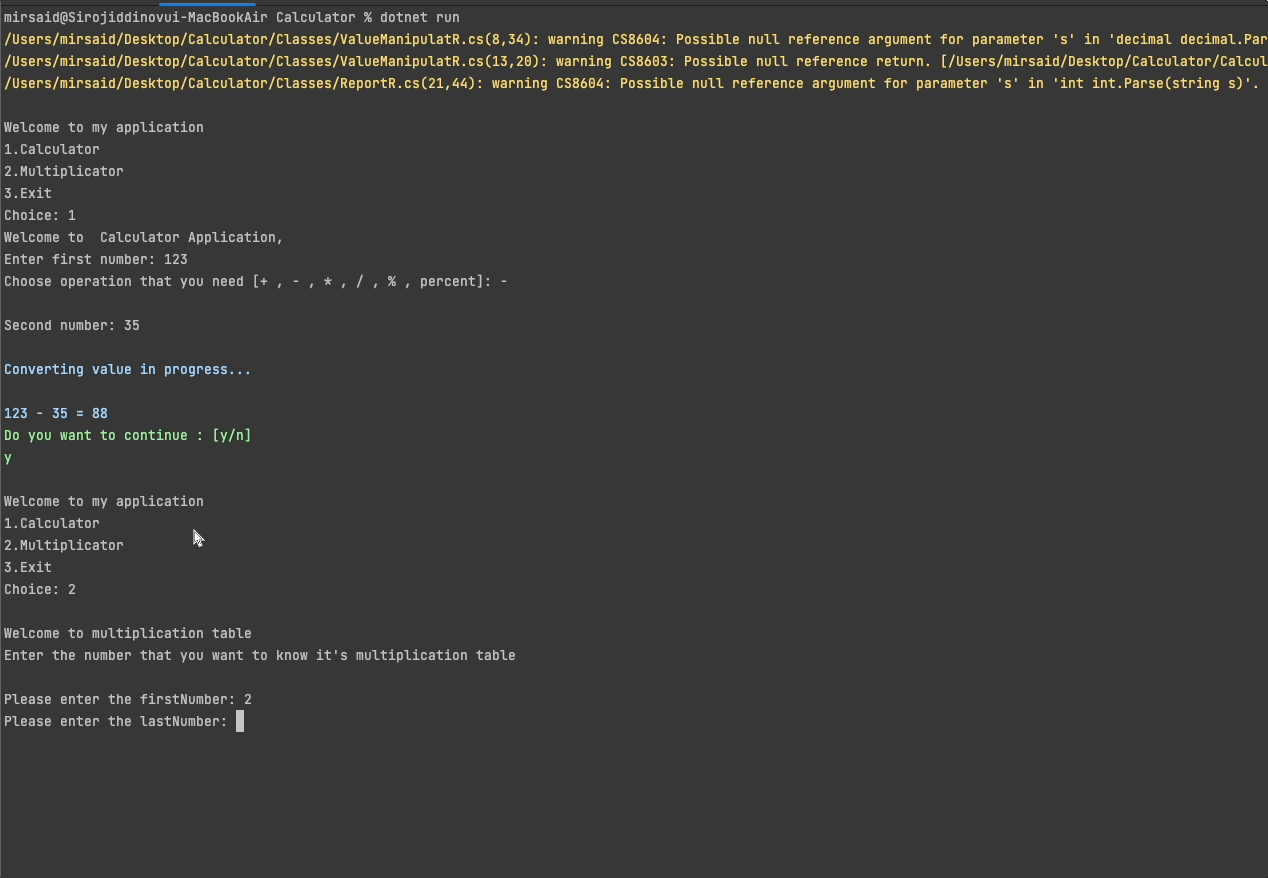 mirsaid@Sirojiddinovui-MacBookAir Calculator % dotnet run
/Users/mirsaid/Desktop/Calculator/Classes/ValueManipulatR.cs(8,34): warning CS8604: Possible null reference argument for parameter 's' in 'decimal decimal.Par
/Users/mirsaid/Desktop/Calculator/Classes/ValueManipulatR.cs(13,20): warning CS8603: Possible null reference return. [/Users/mirsaid/Desktop/Calculator/Calcul
/Users/mirsaid/Desktop/Calculator/Classes/ReportR.cs(21,44): warning CS8604: Possible null reference argument for parameter 's' in 'int int.Parse(string s)'.
Welcome to my application
1.Calculator
2.Multiplicator
3.Exit
Choice: 1
Welcome to  Calculator Application,
Enter first number: 123
Choose operation that you need [+ , - , * , / , % , percent]: -
Second number: 35
Converting value in progress...
123 - 35 = 88
Do you want to continue : [y/n]
y
Welcome to my application
1.Calculator
2.Multiplicator
3.Exit
Choice: 2
Welcome to multiplication table
Enter the number that you want to know it's multiplication table
Please enter the firstNumber: 2
Please enter the lastNumber: